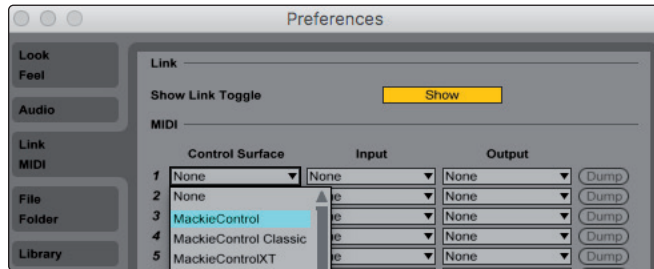 Preferences
Look
Feel
Audio
Link
MIDI
File
Folder
Library
Link
Show Link Toggle Show
MIDI
Control Surface Input Output
1 None None None Dump
2 None None Dump
3 MackieControl None Dump
4 MackieControl Classic None Dump
5 MackieControlXT None Dump